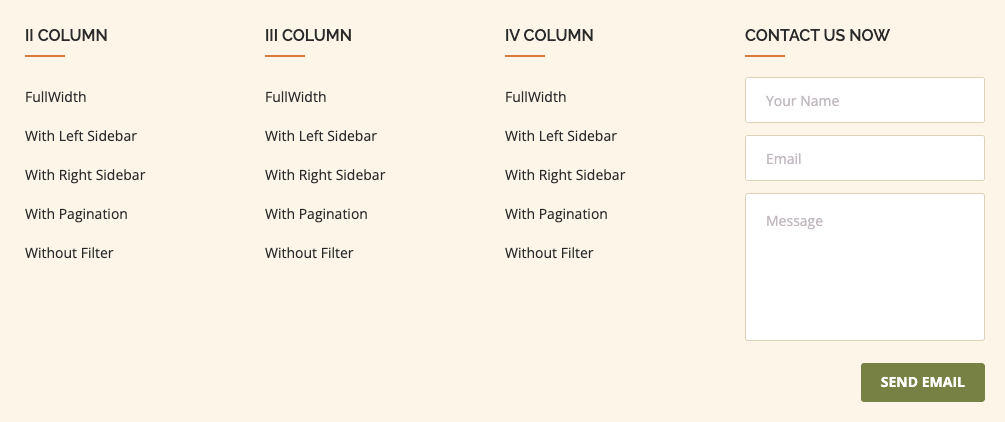 II COLUMN
FullWidth
With Left Sidebar
With Right Sidebar
With Pagination
Without Filter
III COLUMN
FullWidth
With Left Sidebar
With Right Sidebar
With Pagination
Without Filter
IV COLUMN
FullWidth
With Left Sidebar
With Right Sidebar
With Pagination
Without Filter
CONTACT US NOW
Your Name
Email
Message
SEND EMAIL